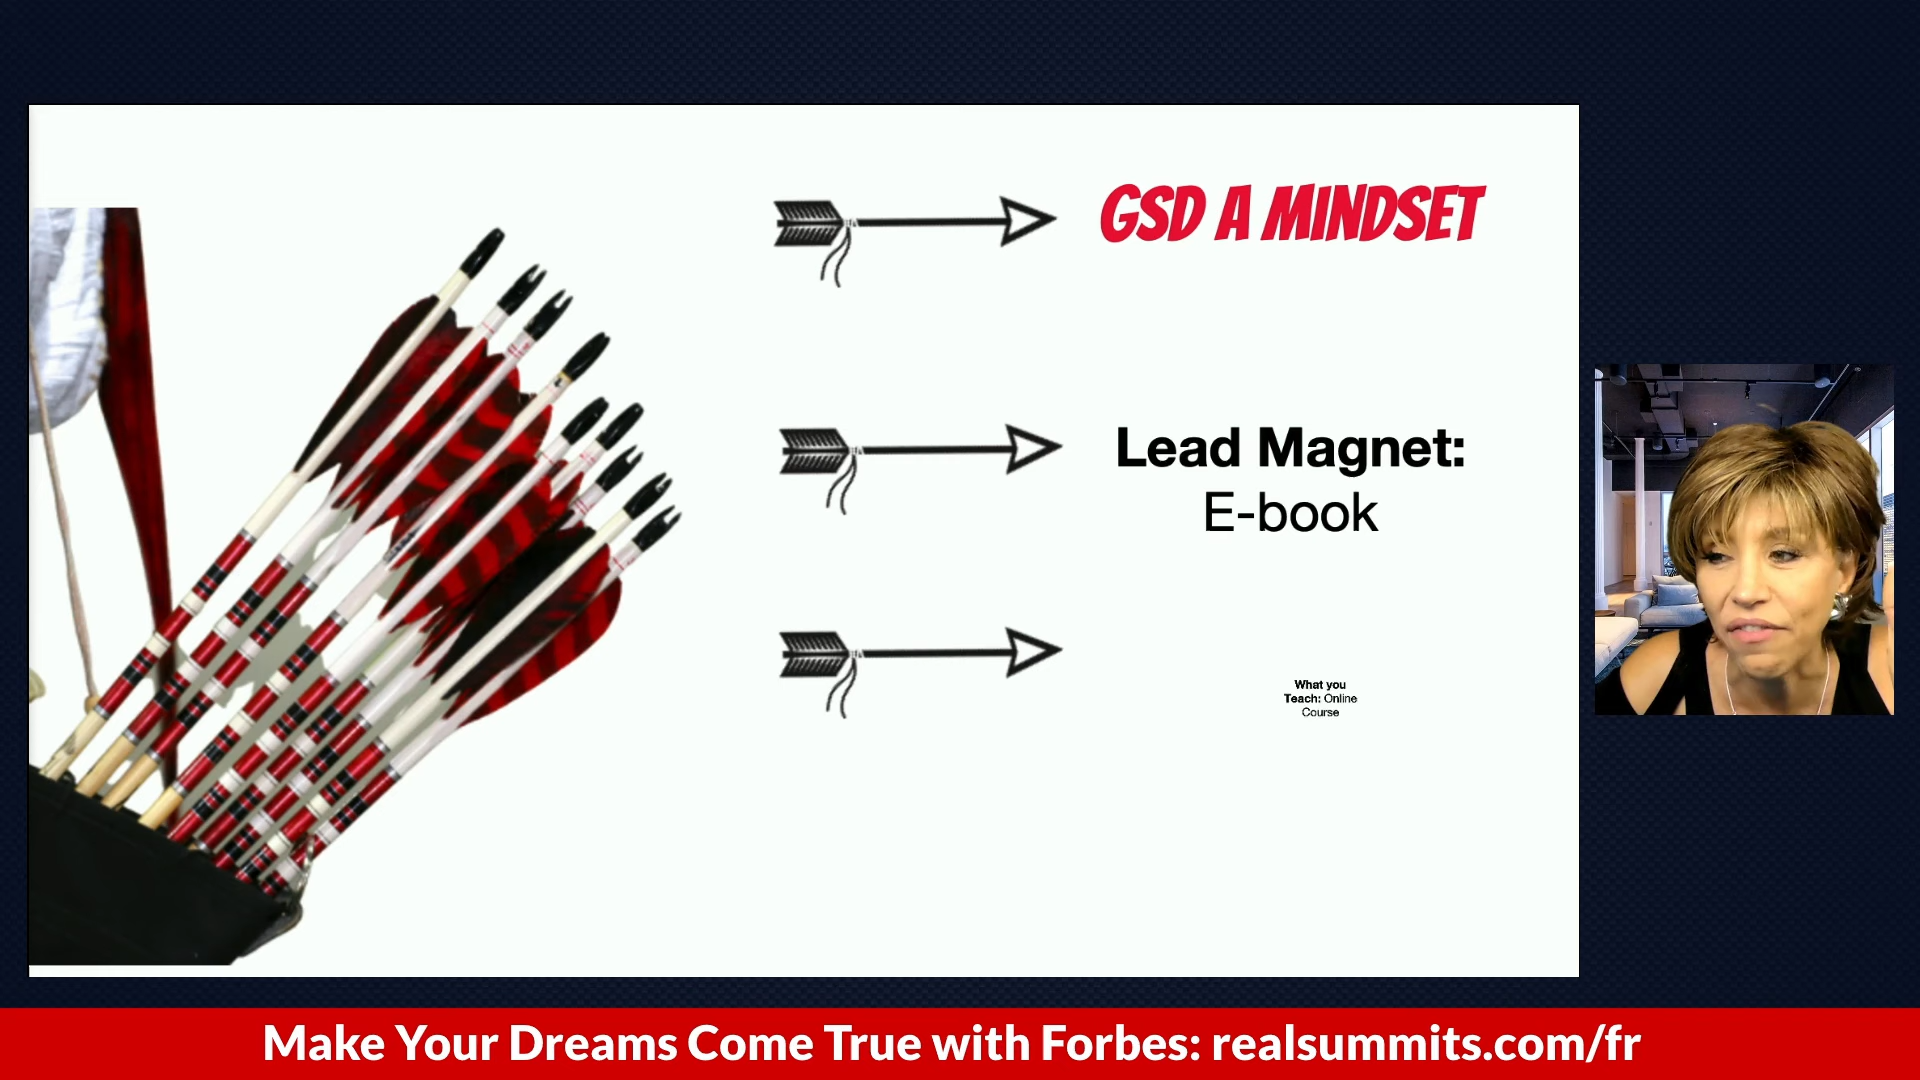 GSD A MINDSET
Lead Magnet:
E-book
What you
Teach: Online
Course
Make Your Dreams Come True with Forbes: realsummits.com/fr